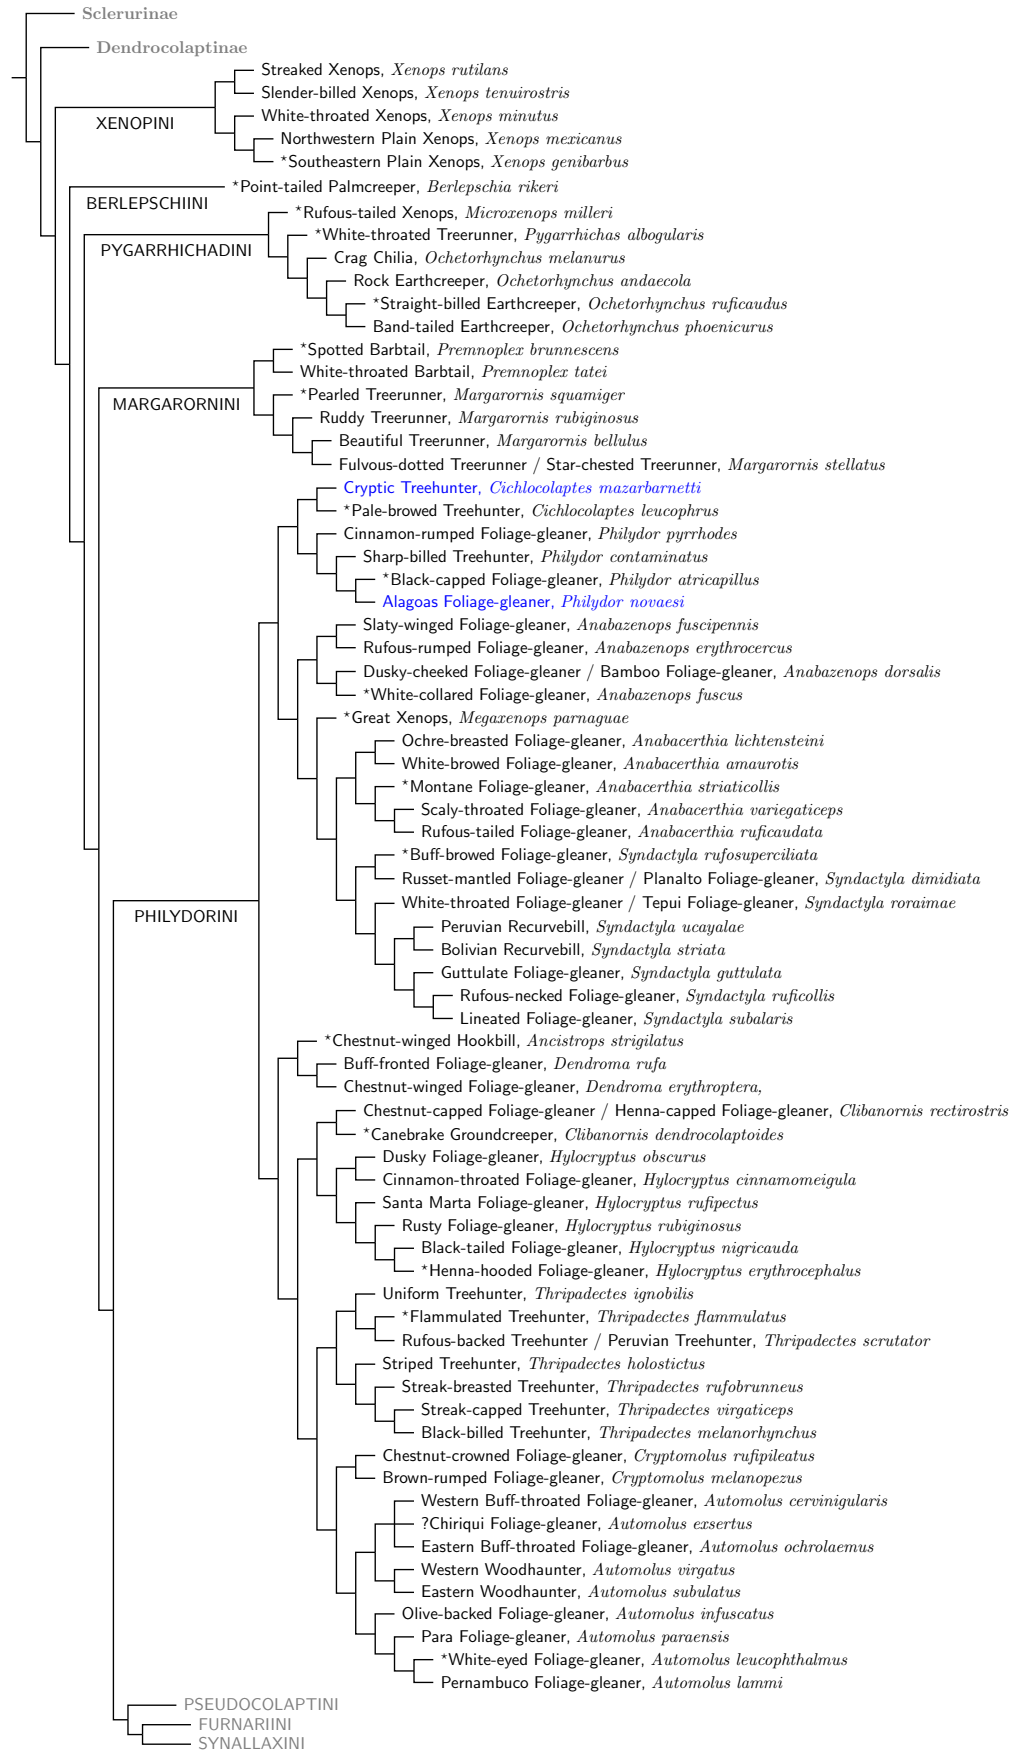 Sclerurinae
Dendrocolaptinae
Streaked Xenops, Xenops rutilans
Slender-billed Xenops, Xenops tenuirostris
White-throated Xenops, Xenops minutus
XENOPINI
Northwestern Plain Xenops, Xenops mexicanus
*Southeastern Plain Xenops, Xenops genibarbus
*Point-tailed Palmcreeper, Berlepschia rikeri
BERLEPSCHIINI
*Rufous-tailed Xenops, Microxenops milleri
*White-throated Treerunner, Pygarrhichas albogularis
PYGARRHICHADINI
Crag Chilia, Ochetorhynchus melanurus
Rock Earthcreeper, Ochetorhynchus andaecola
*Straight-billed Earthcreeper, Ochetorhynchus ruficaudus
Band-tailed Earthcreeper, Ochetorhynchus phoenicurus
*Spotted Barbtail, Premnoplex brunnescens
White-throated Barbtail, Premnoplex tatei
*Pearled Treerunner, Margarornis squamiger
MARGARORNINI
Ruddy Treerunner, Margarornis rubiginosus
Beautiful Treerunner, Margarornis bellulus
Fulvous-dotted Treerunner / Star-chested Treerunner, Margarornis stellatus
Cryptic Treehunter, Cichlocolaptes mazarbarnetti
*Pale-browed Treehunter, Cichlocolaptes leucophrus
Cinnamon-rumped Foliage-gleaner, Philydor pyrrhodes
Sharp-billed Treehunter, Philydor contaminatus
*Black-capped Foliage-gleaner, Philydor atricapillus
Alagoas Foliage-gleaner, Philydor novaesi
Slaty-winged Foliage-gleaner, Anabazenops fuscipennis
Rufous-rumped Foliage-gleaner, Anabazenops erythrocercus
Dusky-cheeked Foliage-gleaner / Bamboo Foliage-gleaner, Anabazenops dorsalis
*White-collared Foliage-gleaner, Anabazenops fuscus
*Great Xenops, Megaxenops parnaguae
Ochre-breasted Foliage-gleaner, Anabacerthia lichtensteini
White-browed Foliage-gleaner, Anabacerthia amaurotis
*Montane Foliage-gleaner, Anabacerthia striaticollis
Scaly-throated Foliage-gleaner, Anabacerthia variegaticeps
Rufous-tailed Foliage-gleaner, Anabacerthia ruficaudata
*Buff-browed Foliage-gleaner, Syndactyla rufosuperciliata
Russet-mantled Foliage-gleaner / Planalto Foliage-gleaner, Syndactyla dimidiata
White-throated Foliage-gleaner / Tepui Foliage-gleaner, Syndactyla roraimae
PHILYDORINI
Peruvian Recurvebill, Syndactyla ucayalae
Bolivian Recurvebill, Syndactyla striata
Guttulate Foliage-gleaner, Syndactyla guttulata
Rufous-necked Foliage-gleaner, Syndactyla ruficollis
Lineated Foliage-gleaner, Syndactyla subalaris
*Chestnut-winged Hookbill, Ancistrops strigilatus
Buff-fronted Foliage-gleaner, Dendroma rufa
Chestnut-winged Foliage-gleaner, Dendroma erythroptera,
Chestnut-capped Foliage-gleaner / Henna-capped Foliage-gleaner, Clibanornis rectirostris
*Canebrake Groundcreeper, Clibanornis dendrocolaptoides
Dusky Foliage-gleaner, Hylocryptus obscurus
Cinnamon-throated Foliage-gleaner, Hylocryptus cinnamomeigula
Santa Marta Foliage-gleaner, Hylocryptus rufipectus
Rusty Foliage-gleaner, Hylocryptus rubiginosus
Black-tailed Foliage-gleaner, Hylocryptus nigricauda
*Henna-hooded Foliage-gleaner, Hylocryptus erythrocephalus
Uniform Treehunter, Thripadectes ignobilis
*Flammulated Treehunter, Thripadectes flammulatus
Rufous-backed Treehunter / Peruvian Treehunter, Thripadectes scrutator
Striped Treehunter, Thripadectes holostictus
Streak-breasted Treehunter, Thripadectes rufobrunneus
Streak-capped Treehunter, Thripadectes virgaticeps
Black-billed Treehunter, Thripadectes melanorhynchus
Chestnut-crowned Foliage-gleaner, Cryptomolus rufipileatus
Brown-rumped Foliage-gleaner, Cryptomolus melanopezus
Western Buff-throated Foliage-gleaner, Automolus cervinigularis
?Chiriqui Foliage-gleaner, Automolus exsertus
Eastern Buff-throated Foliage-gleaner, Automolus ochrolaemus
Western Woodhaunter, Automolus virgatus
Eastern Woodhaunter, Automolus subulatus
Olive-backed Foliage-gleaner, Automolus infuscatus
Para Foliage-gleaner, Automolus paraensis
*White-eyed Foliage-gleaner, Automolus leucophthalmus
Pernambuco Foliage-gleaner, Automolus lammi
PSEUDOCOLAPTINI
FURNARIINI
SYNALLAXINI